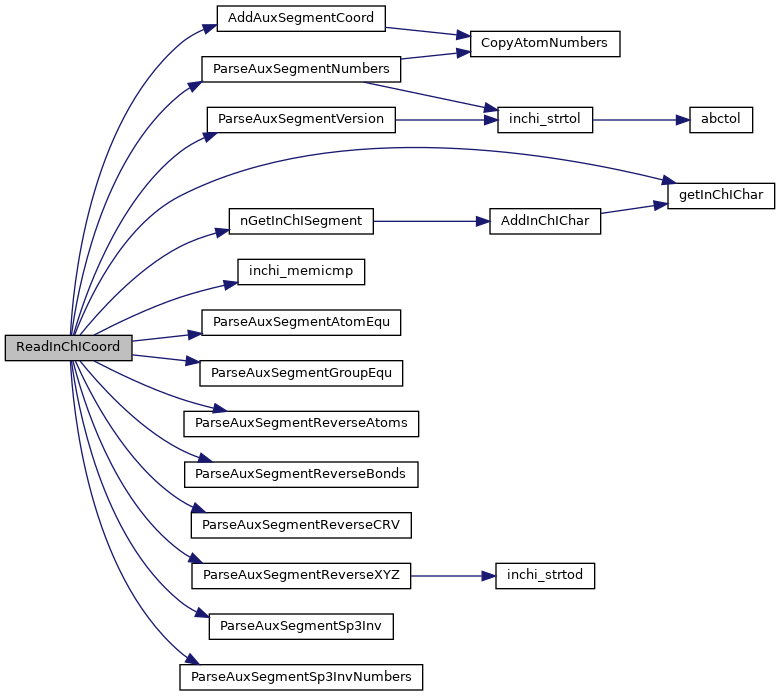 AddAuxSegmentCoord
CopyAtomNumbers
ParseAuxSegmentNumbers
ParseAuxSegmentVersion
inchi_strtol
abctol
getInChIChar
nGetInChISegment
AddInChIChar
inchi_memicmp
ParseAuxSegmentAtomEqu
ReadInChICoord
ParseAuxSegmentGroupEqu
ParseAuxSegmentReverseAtoms
ParseAuxSegmentReverseBonds
ParseAuxSegmentReverseCRV
ParseAuxSegmentReverseXYZ
inchi_strtod
ParseAuxSegmentSp3Inv
ParseAuxSegmentSp3InvNumbers